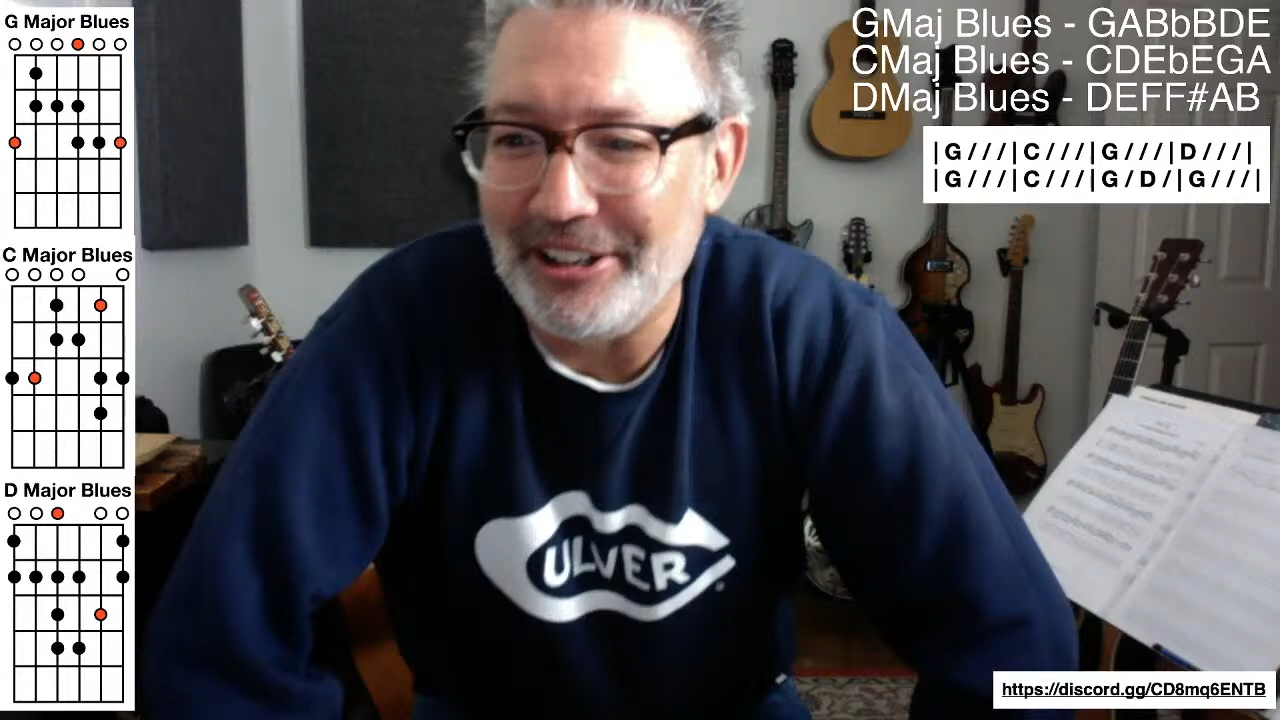 G Major Blues
C Major Blues
D Major Blues
GMaj Blues - GABbBDE
CMaj Blues - CDEbEGA
DMaj Blues - DEFF#AB
| G / / / | C / / / | G / / / | D / / / |
| G / / / | C / / / | G / D / | G / / / |
CULVER
https://discord.gg/CD8mq6ENTB